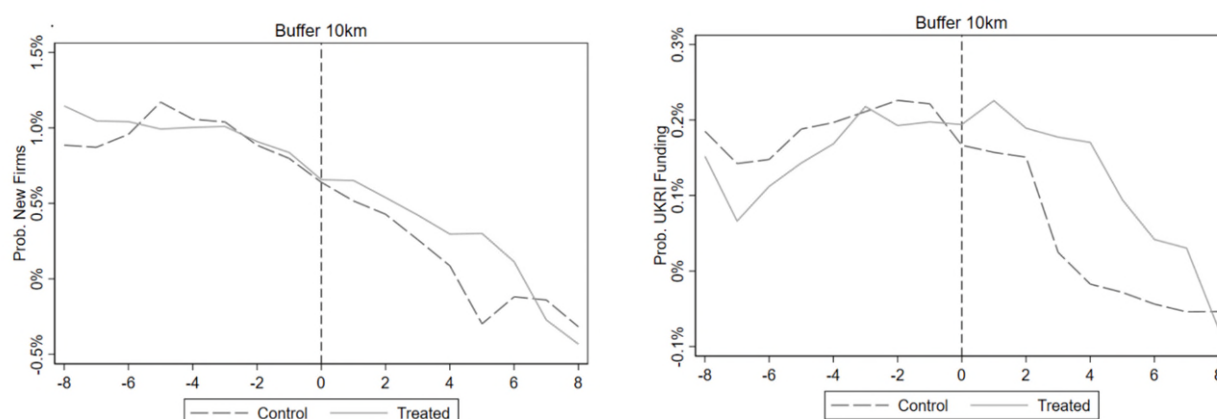 Buffer 10km
Prob. New Firms
1.5%
1.0%
0.5%
0%
-0.5%
-8 -6 -4 -2 0 2 4 6 8
Control Treated
Buffer 10km
Prob. UKRI Funding
0.3%
0.2%
0.1%
0%
-0.1%
-8 -6 -4 -2 0 2 4 6 8
Control Treated